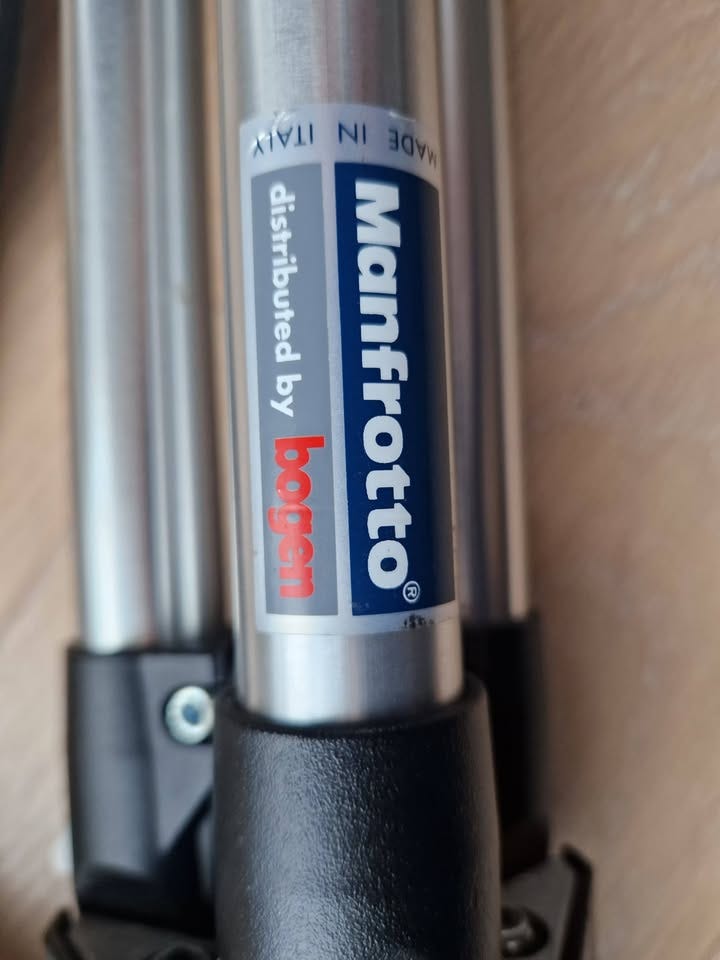 MADE IN ITALY
Manfrotto®
distributed by bogen